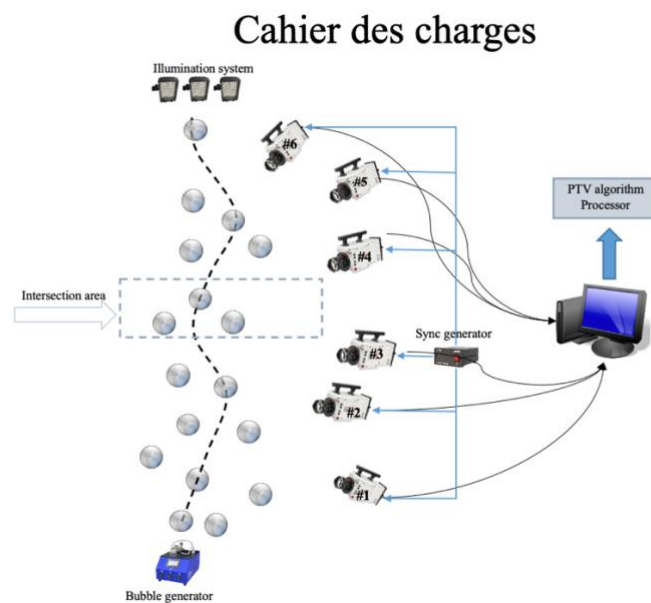 Cahier des charges
Illumination system
#6
#5
PTV algorithm
Processor
#4
Intersection area
Sync generator
#3
#2
#1
Bubble generator